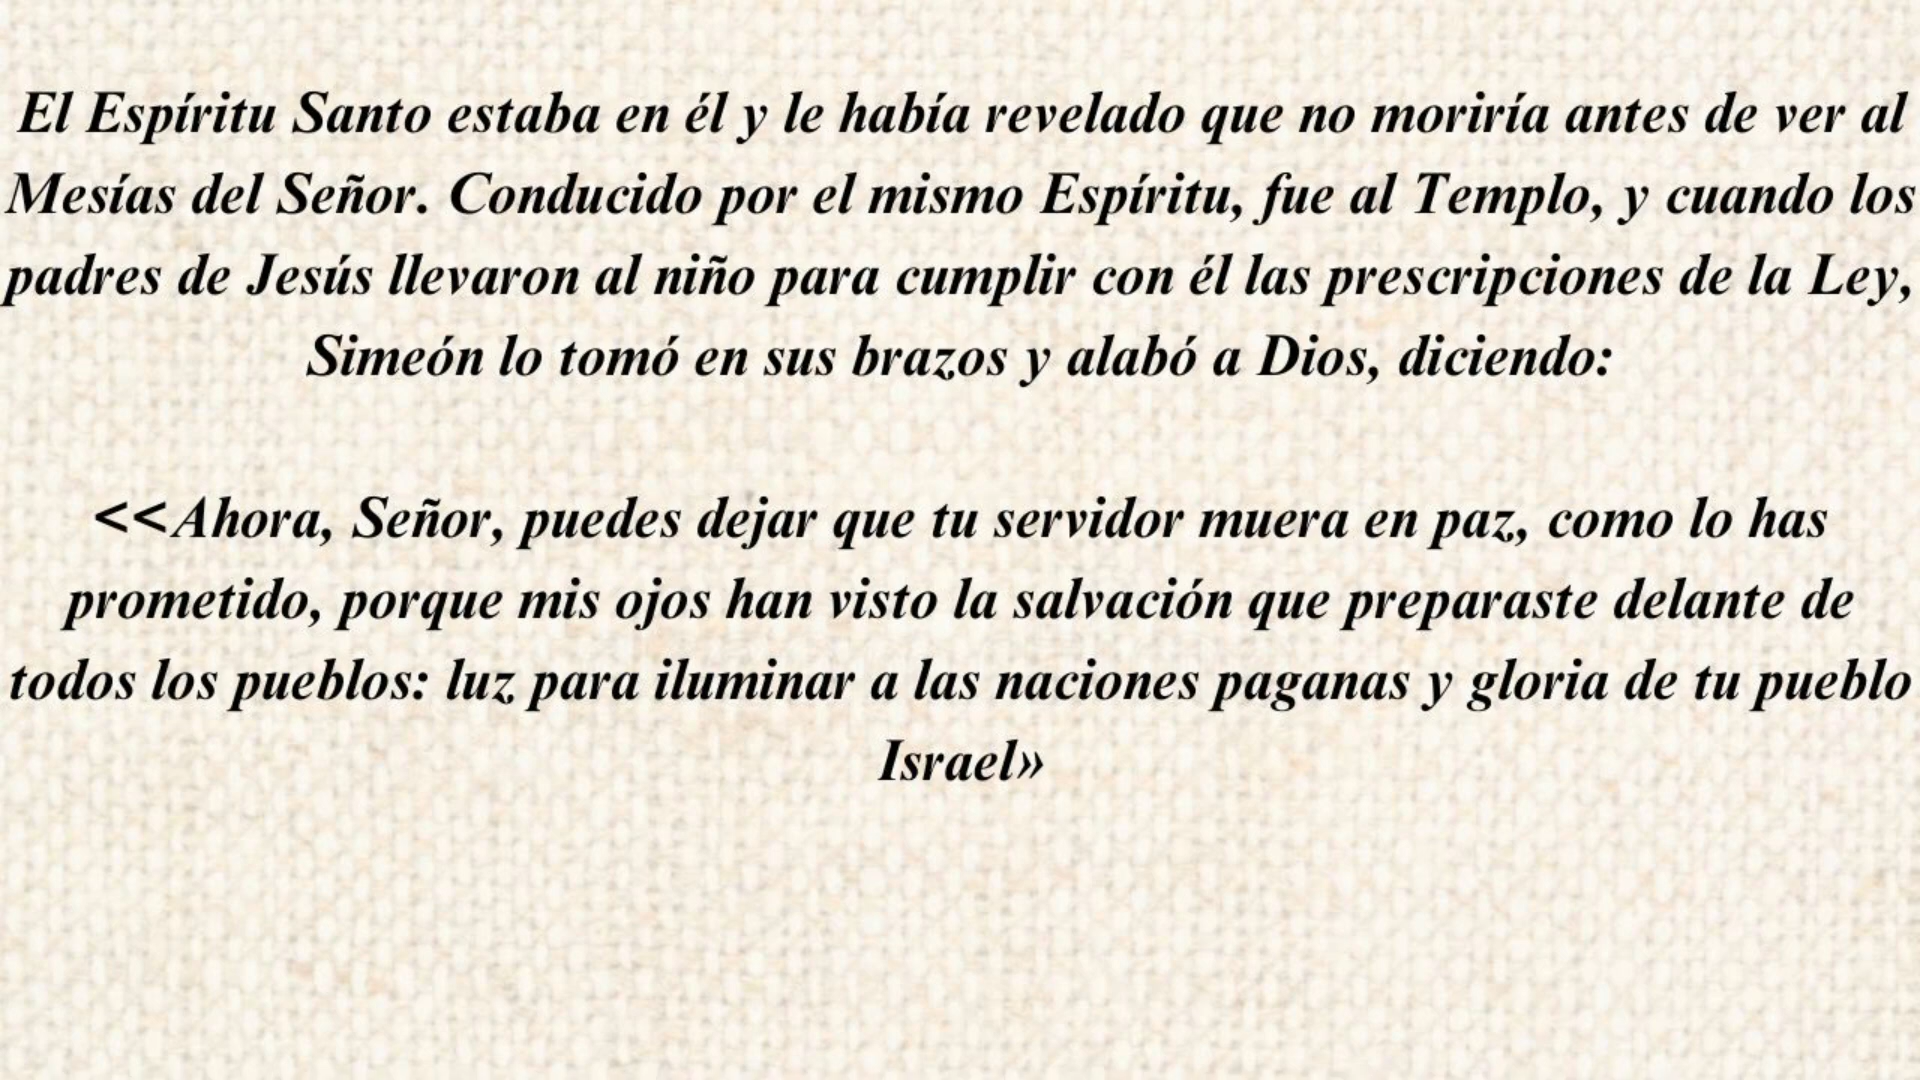 El Espíritu Santo estaba en él y le había revelado que no moriría antes de ver al
Mesías del Señor. Conducido por el mismo Espíritu, fue al Templo, y cuando los
padres de Jesús llevaron al niño para cumplir con él las prescripciones de la Ley,
Simeón lo tomó en sus brazos y alabó a Dios, diciendo:
<<Ahora, Señor, puedes dejar que tu servidor muera en paz, como lo has
prometido, porque mis ojos han visto la salvación que preparaste delante de
todos los pueblos: luz para iluminar a las naciones paganas y gloria de tu pueblo
Israel»